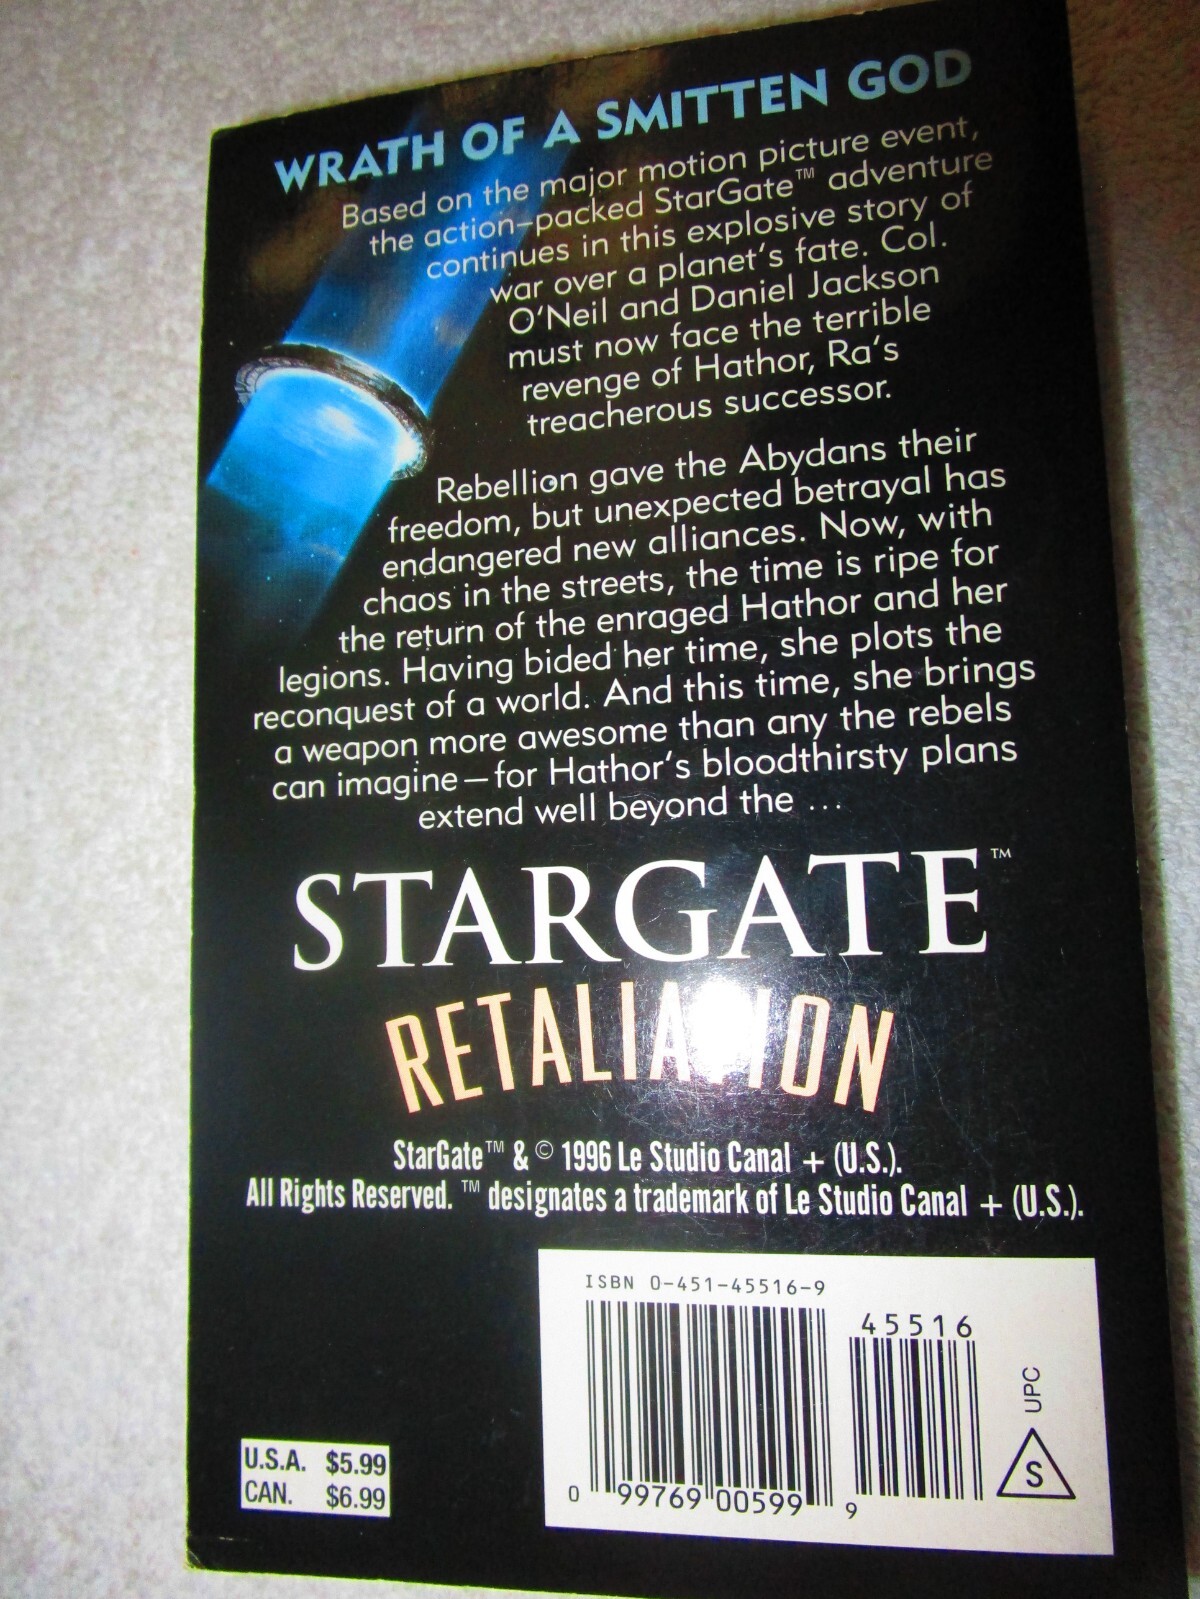 WRATH OF A SMITTEN GOD
Based on the major motion picture event,
the action-packed StarGate™ adventure
continues in this explosive story of
war over a planet's fate. Col.
O'Neil and Daniel Jackson
must now face the terrible
revenge of Hathor, Ra's
treacherous successor.
Rebellion gave the Abydans their
freedom, but unexpected betrayal has
endangered new alliances. Now, with
chaos in the streets, the time is ripe for
the return of the enraged Hathor and her
legions. Having bided her time, she plots the
reconquest of a world. And this time, she brings
a weapon more awesome than any the rebels
can imagine—for Hathor's bloodthirsty plans
extend well beyond the ...
STARGATE™
RETALIATION
StarGate™ & © 1996 Le Studio Canal + (U.S.).
All Rights Reserved. ™ designates a trademark of Le Studio Canal + (U.S.).
ISBN 0-451-45516-9
45516
0 99769 00599 9
UPC
S
U.S.A. $5.99
CAN. $6.99